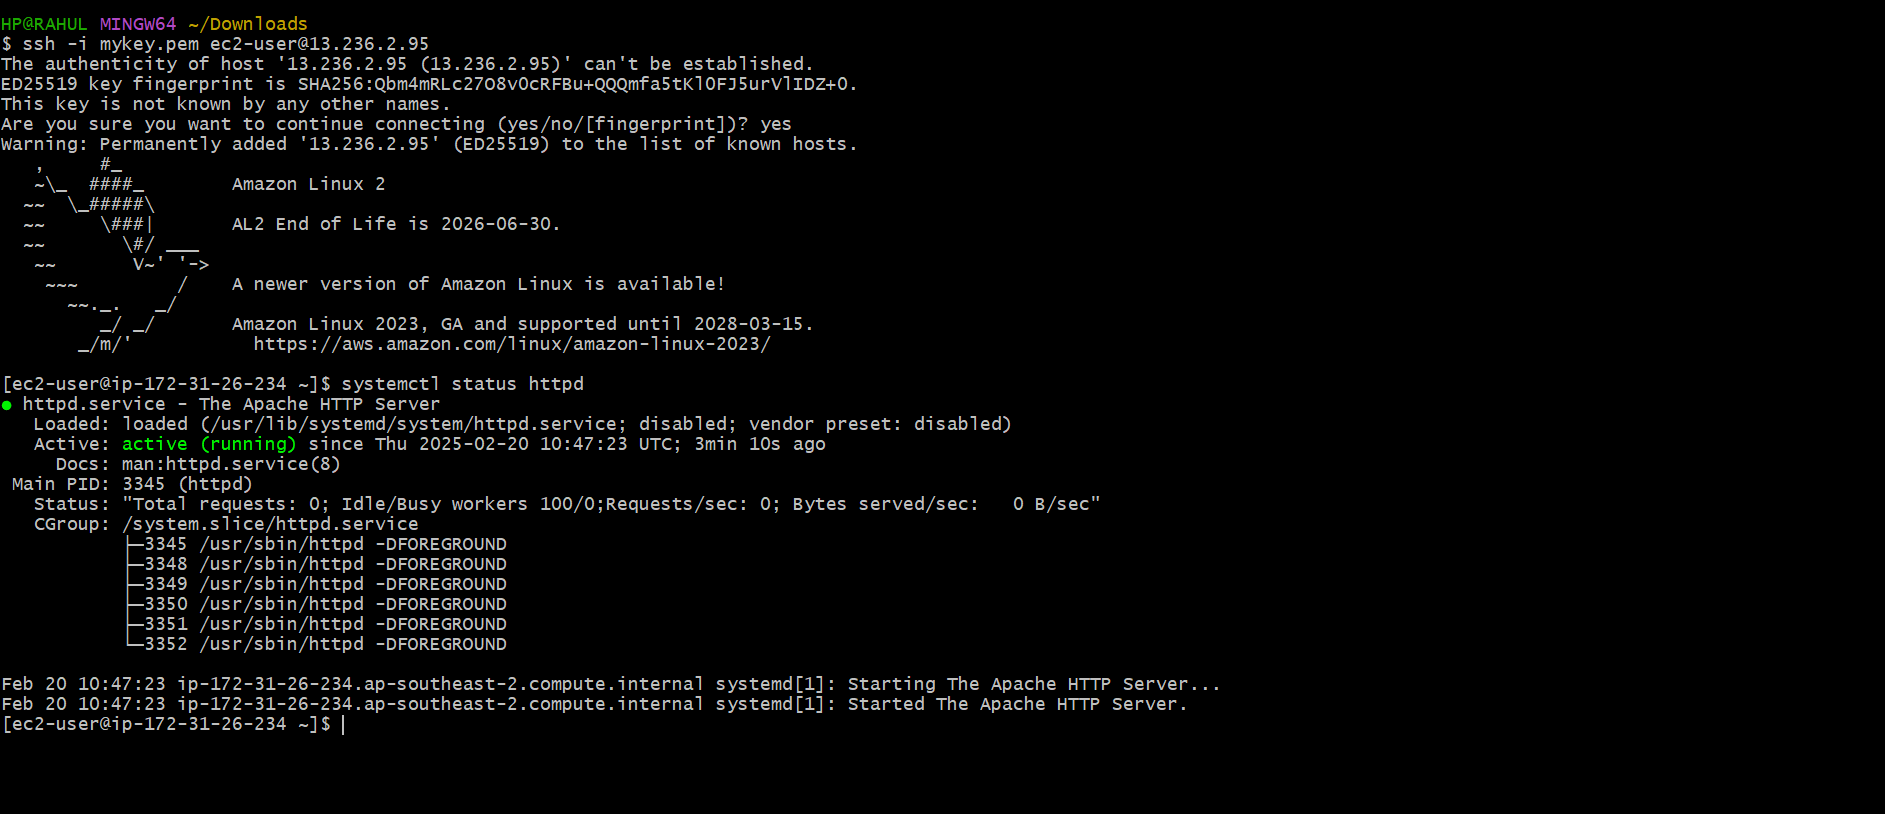 HP@RAHUL MINGW64 ~/Downloads
$ ssh -i mykey.pem ec2-user@13.236.2.95
The authenticity of host '13.236.2.95 (13.236.2.95)' can't be established.
ED25519 key fingerprint is SHA256:Qbm4mRLc27O8v0cRFBu+QQQmfa5tKl0FJ5urVlIDZ+0.
This key is not known by any other names.
Are you sure you want to continue connecting (yes/no/[fingerprint])? yes
Warning: Permanently added '13.236.2.95' (ED25519) to the list of known hosts.
   ,     #_
   ~\_  ####_        Amazon Linux 2
  ~~  \_#####\
  ~~     \###|       AL2 End of Life is 2026-06-30.
  ~~       \#/ ___
   ~~       V~' '->
    ~~~         /    A newer version of Amazon Linux is available!
      ~~._.   _/
         _/ _/       Amazon Linux 2023, GA and supported until 2028-03-15.
       _/m/'           https://aws.amazon.com/linux/amazon-linux-2023/
[ec2-user@ip-172-31-26-234 ~]$ systemctl status httpd
● httpd.service - The Apache HTTP Server
   Loaded: loaded (/usr/lib/systemd/system/httpd.service; disabled; vendor preset: disabled)
   Active: active (running) since Thu 2025-02-20 10:47:23 UTC; 3min 10s ago
     Docs: man:httpd.service(8)
 Main PID: 3345 (httpd)
   Status: "Total requests: 0; Idle/Busy workers 100/0;Requests/sec: 0; Bytes served/sec:   0 B/sec"
   CGroup: /system.slice/httpd.service
           ├─3345 /usr/sbin/httpd -DFOREGROUND
           ├─3348 /usr/sbin/httpd -DFOREGROUND
           ├─3349 /usr/sbin/httpd -DFOREGROUND
           ├─3350 /usr/sbin/httpd -DFOREGROUND
           ├─3351 /usr/sbin/httpd -DFOREGROUND
           └─3352 /usr/sbin/httpd -DFOREGROUND
Feb 20 10:47:23 ip-172-31-26-234.ap-southeast-2.compute.internal systemd[1]: Starting The Apache HTTP Server...
Feb 20 10:47:23 ip-172-31-26-234.ap-southeast-2.compute.internal systemd[1]: Started The Apache HTTP Server.
[ec2-user@ip-172-31-26-234 ~]$